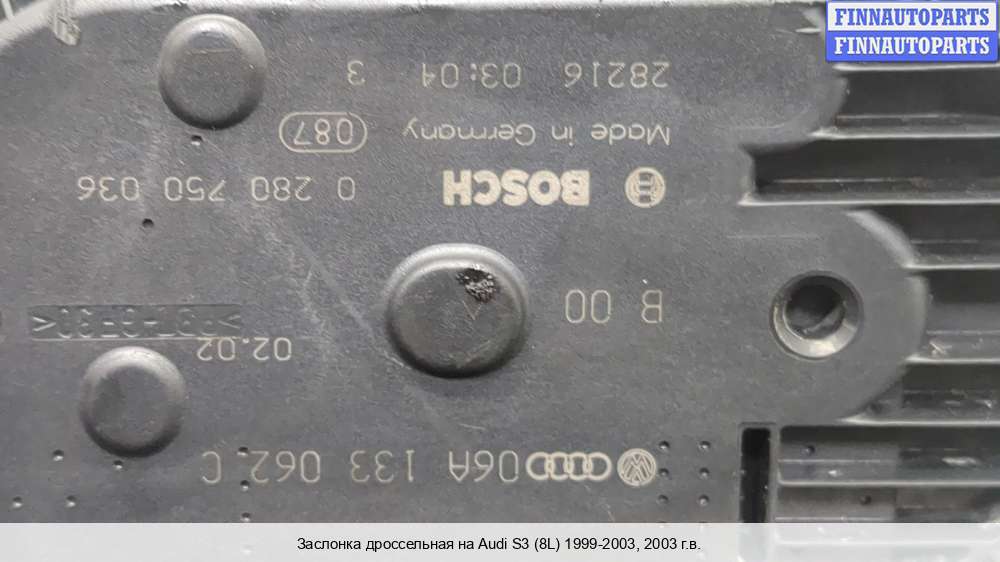 FINNAUTOPARTS
FINNAUTOPARTS
06A 133 062 C
02.02
B 00
BOSCH 0 280 750 036
Made in Germany 087
28216 03:04 3
Заслонка дроссельная на Audi S3 (8L) 1999-2003, 2003 г.в.